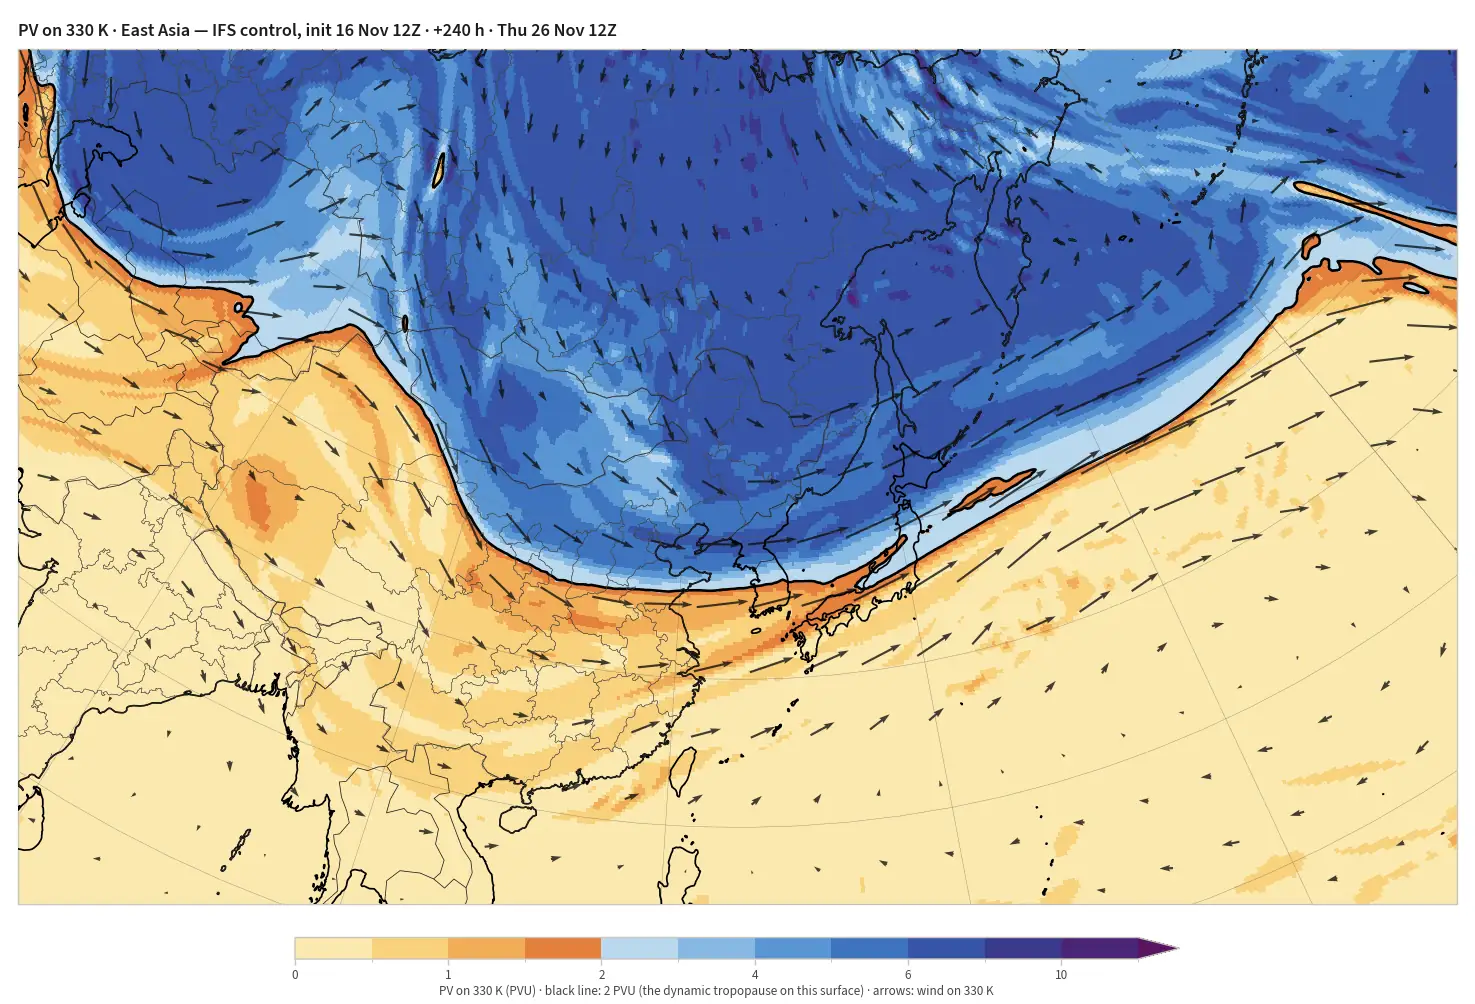 PV on 330 K · East Asia — IFS control, init 16 Nov 12Z · +240 h · Thu 26 Nov 12Z
0 1 2 4 6 10
PV on 330 K (PVU) · black line: 2 PVU (the dynamic tropopause on this surface) · arrows: wind on 330 K